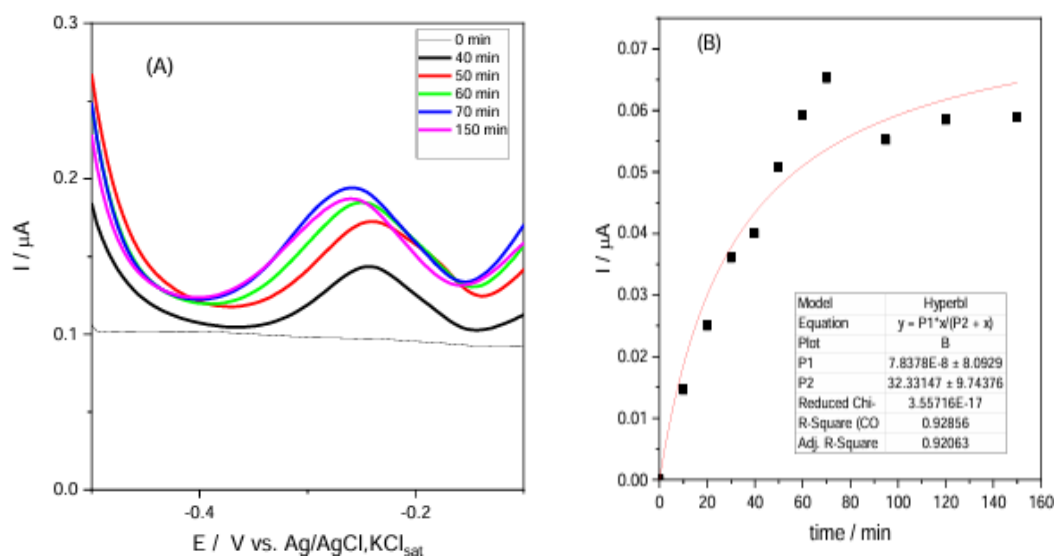 (A)
0 min
40 min
50 min
60 min
70 min
150 min
0.3
0.2
0.1
0.0
I / μA
-0.4
-0.2
E / V vs. Ag/AgCl,KCl_sat
(B)
0.07
0.06
0.05
0.04
0.03
0.02
0.01
0.00
I / μA
Model Hyperbl
Equation y = P1*x/(P2 + x)
Plot B
P1 7.8378E-8 ± 8.0929
P2 32.33147 ± 9.74376
Reduced Chi- 3.55716E-17
R-Square (CO 0.92856
Adj. R-Square 0.92063
0 20 40 60 80 100 120 140 160
time / min